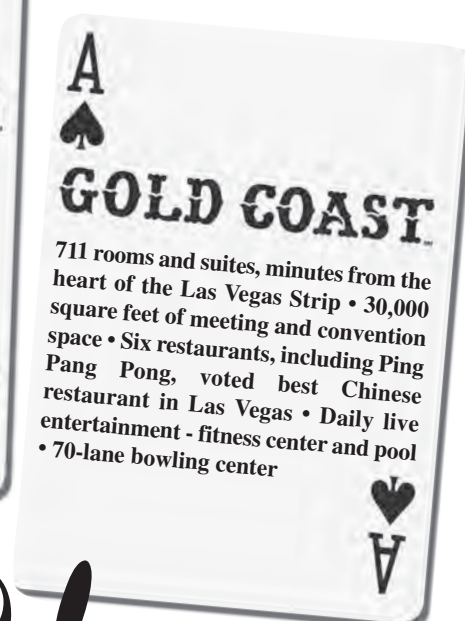 A
GOLD COAST
711 rooms and suites, minutes from the
heart of the Las Vegas Strip • 30,000
square feet of meeting and convention
space • Six restaurants, including Ping
Pang Pong, voted best Chinese
restaurant in Las Vegas • Daily live
entertainment - fitness center and pool
• 70-lane bowling center
A